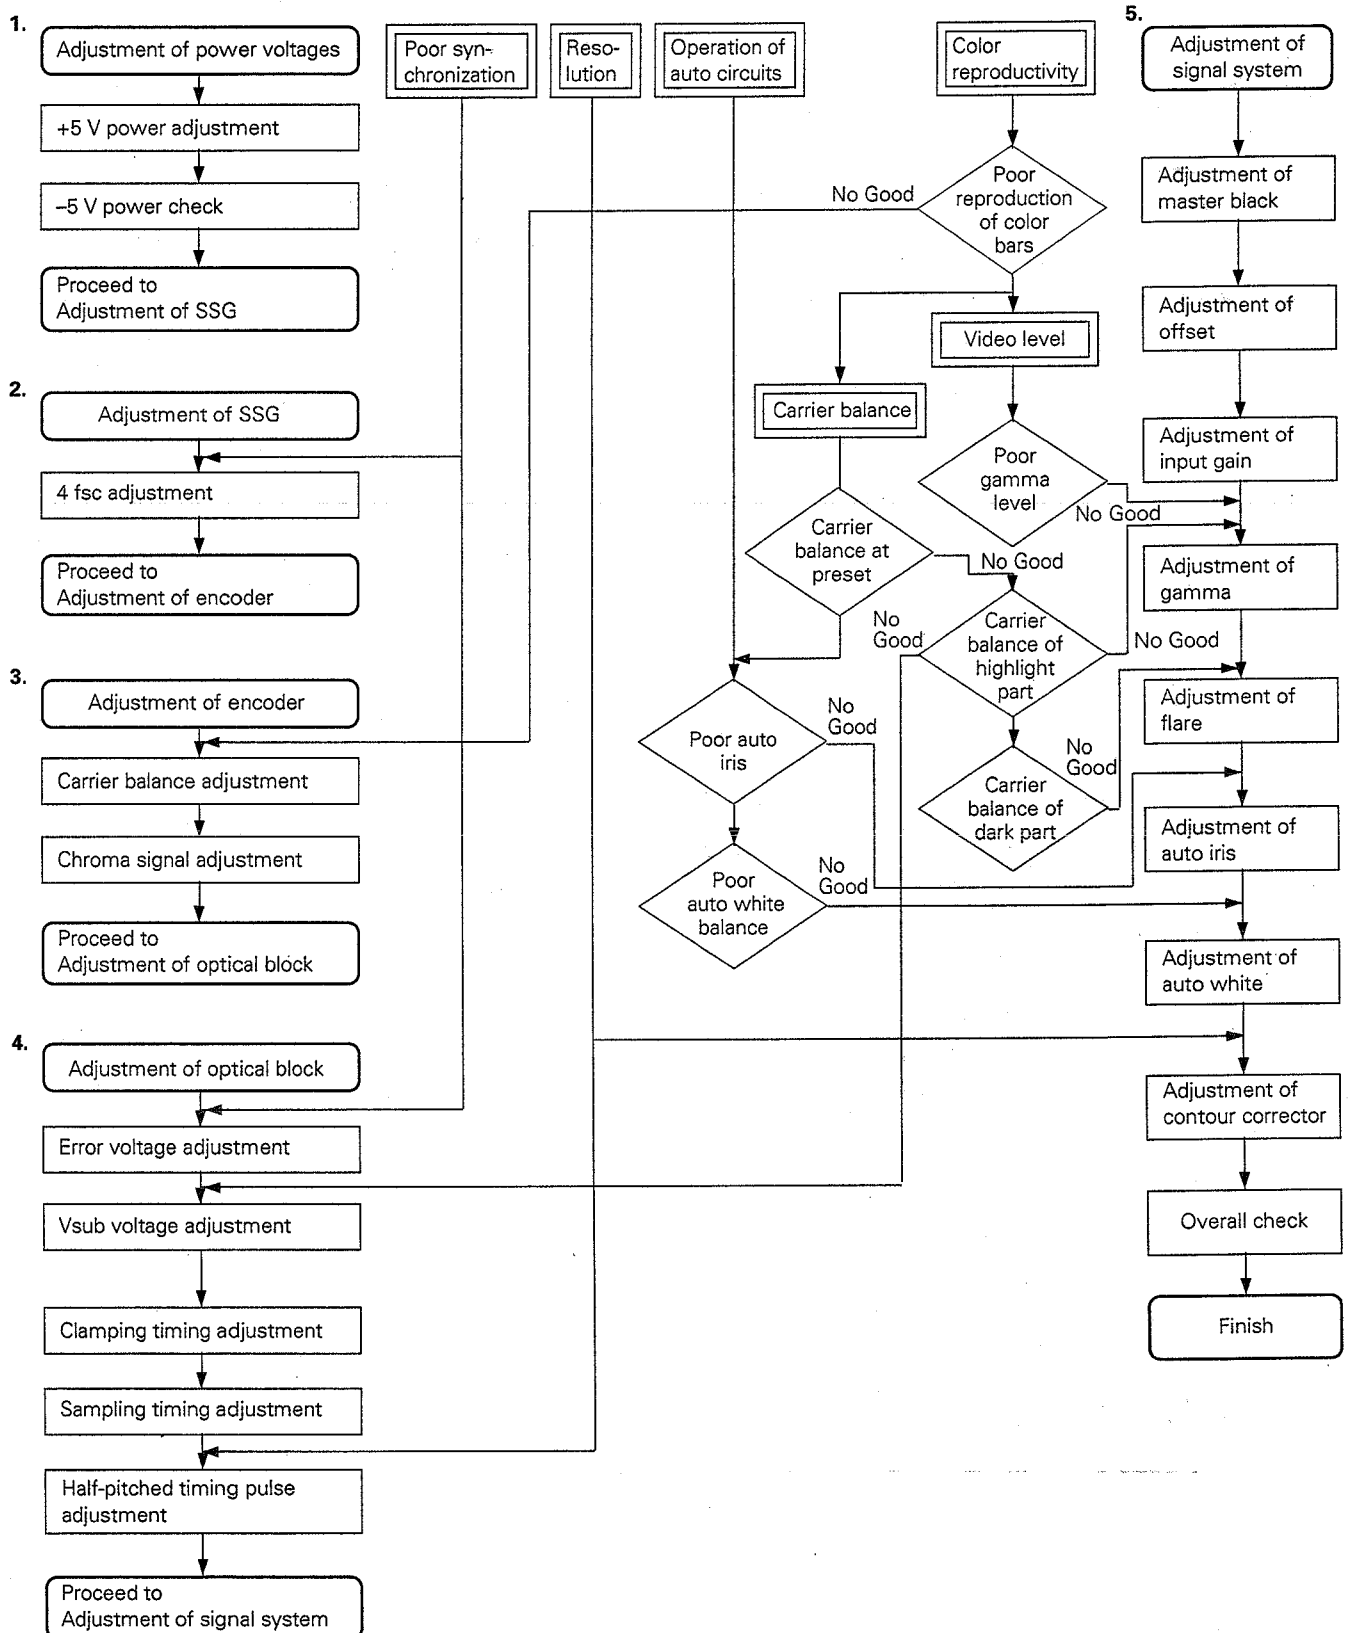 1.
Adjustment of power voltages
+5 V power adjustment
–5 V power check
Proceed to
Adjustment of SSG
2.
Adjustment of SSG
4 fsc adjustment
Proceed to
Adjustment of encoder
3.
Adjustment of encoder
Carrier balance adjustment
Chroma signal adjustment
Proceed to
Adjustment of optical block
4.
Adjustment of optical block
Error voltage adjustment
Vsub voltage adjustment
Clamping timing adjustment
Sampling timing adjustment
Half-pitched timing pulse
adjustment
Proceed to
Adjustment of signal system
Poor syn-
chronization
Reso-
lution
Operation of
auto circuits
Color
reproductivity
Poor
reproduction
of color
bars
No Good
Video level
Carrier balance
Poor
gamma
level
No Good
Carrier
balance at
preset
No Good
Carrier
balance of
highlight
part
No
Good
No Good
Carrier
balance of
dark part
No
Good
Poor auto
iris
No
Good
Poor
auto white
balance
No
Good
5.
Adjustment of
signal system
Adjustment of
master black
Adjustment of
offset
Adjustment of
input gain
Adjustment of
gamma
Adjustment of
flare
Adjustment of
auto iris
Adjustment of
auto white
Adjustment of
contour corrector
Overall check
Finish